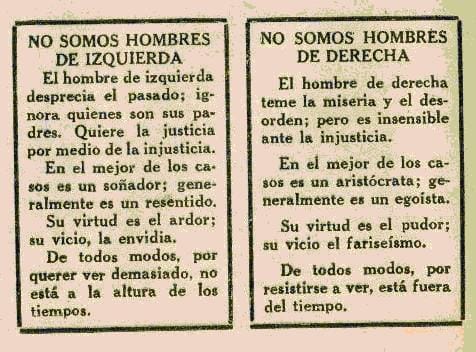 NO SOMOS HOMBRES
DE IZQUIERDA
El hombre de izquierda
desprecia el pasado; ig-
nora quienes son sus pa-
dres. Quiere la justicia
por medio de la injusticia.
En el mejor de los ca-
sos es un soñador; gene-
ralmente es un resentido.
Su virtud es el ardor;
su vicio, la envidia.
De todos modos, por
querer ver demasiado, no
está a la altura de los
tiempos.
NO SOMOS HOMBRES
DE DERECHA
El hombre de derecha
teme la miseria y el des-
orden; pero es insensible
ante la injusticia.
En el mejor de los ca-
sos es un aristócrata; ge-
neralmente es un egoísta.
Su virtud es el pudor;
su vicio el fariseísmo.
De todos modos, por
resistirse a ver, está fuera
del tiempo.